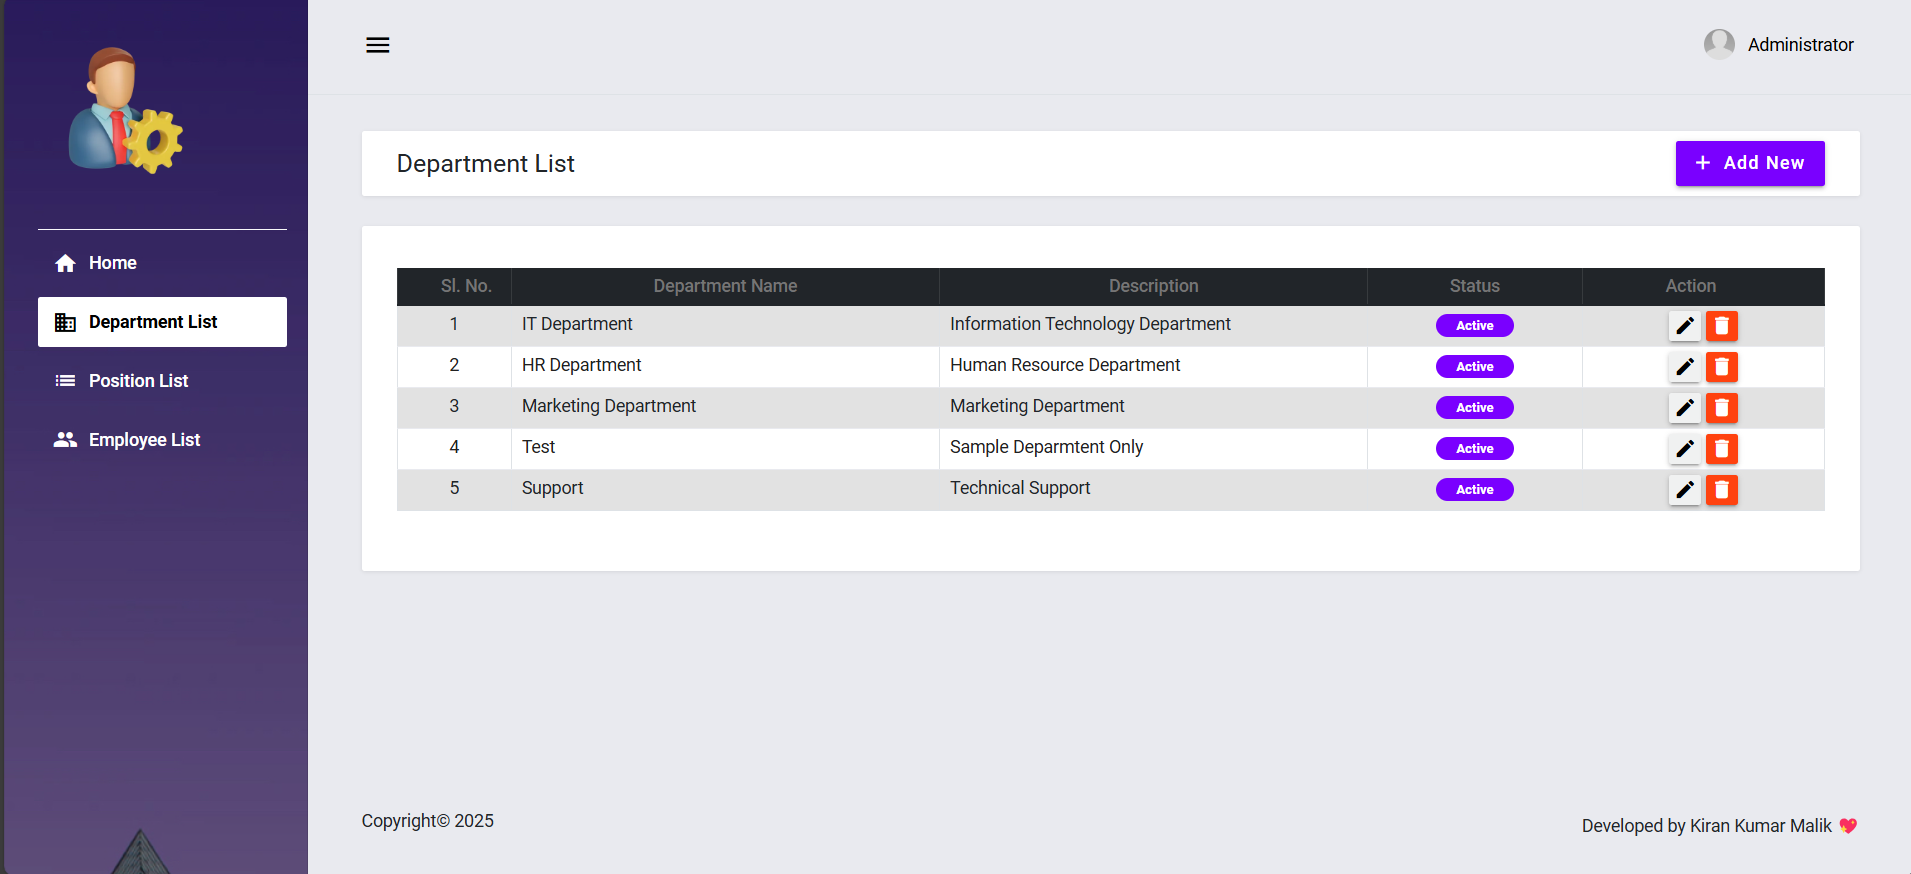 Administrator
Department List
+ Add New
Home
Department List
Position List
Employee List
Sl. No. Department Name Description Status Action
1 IT Department Information Technology Department Active
2 HR Department Human Resource Department Active
3 Marketing Department Marketing Department Active
4 Test Sample Deparmtent Only Active
5 Support Technical Support Active
Copyright© 2025
Developed by Kiran Kumar Malik 💖